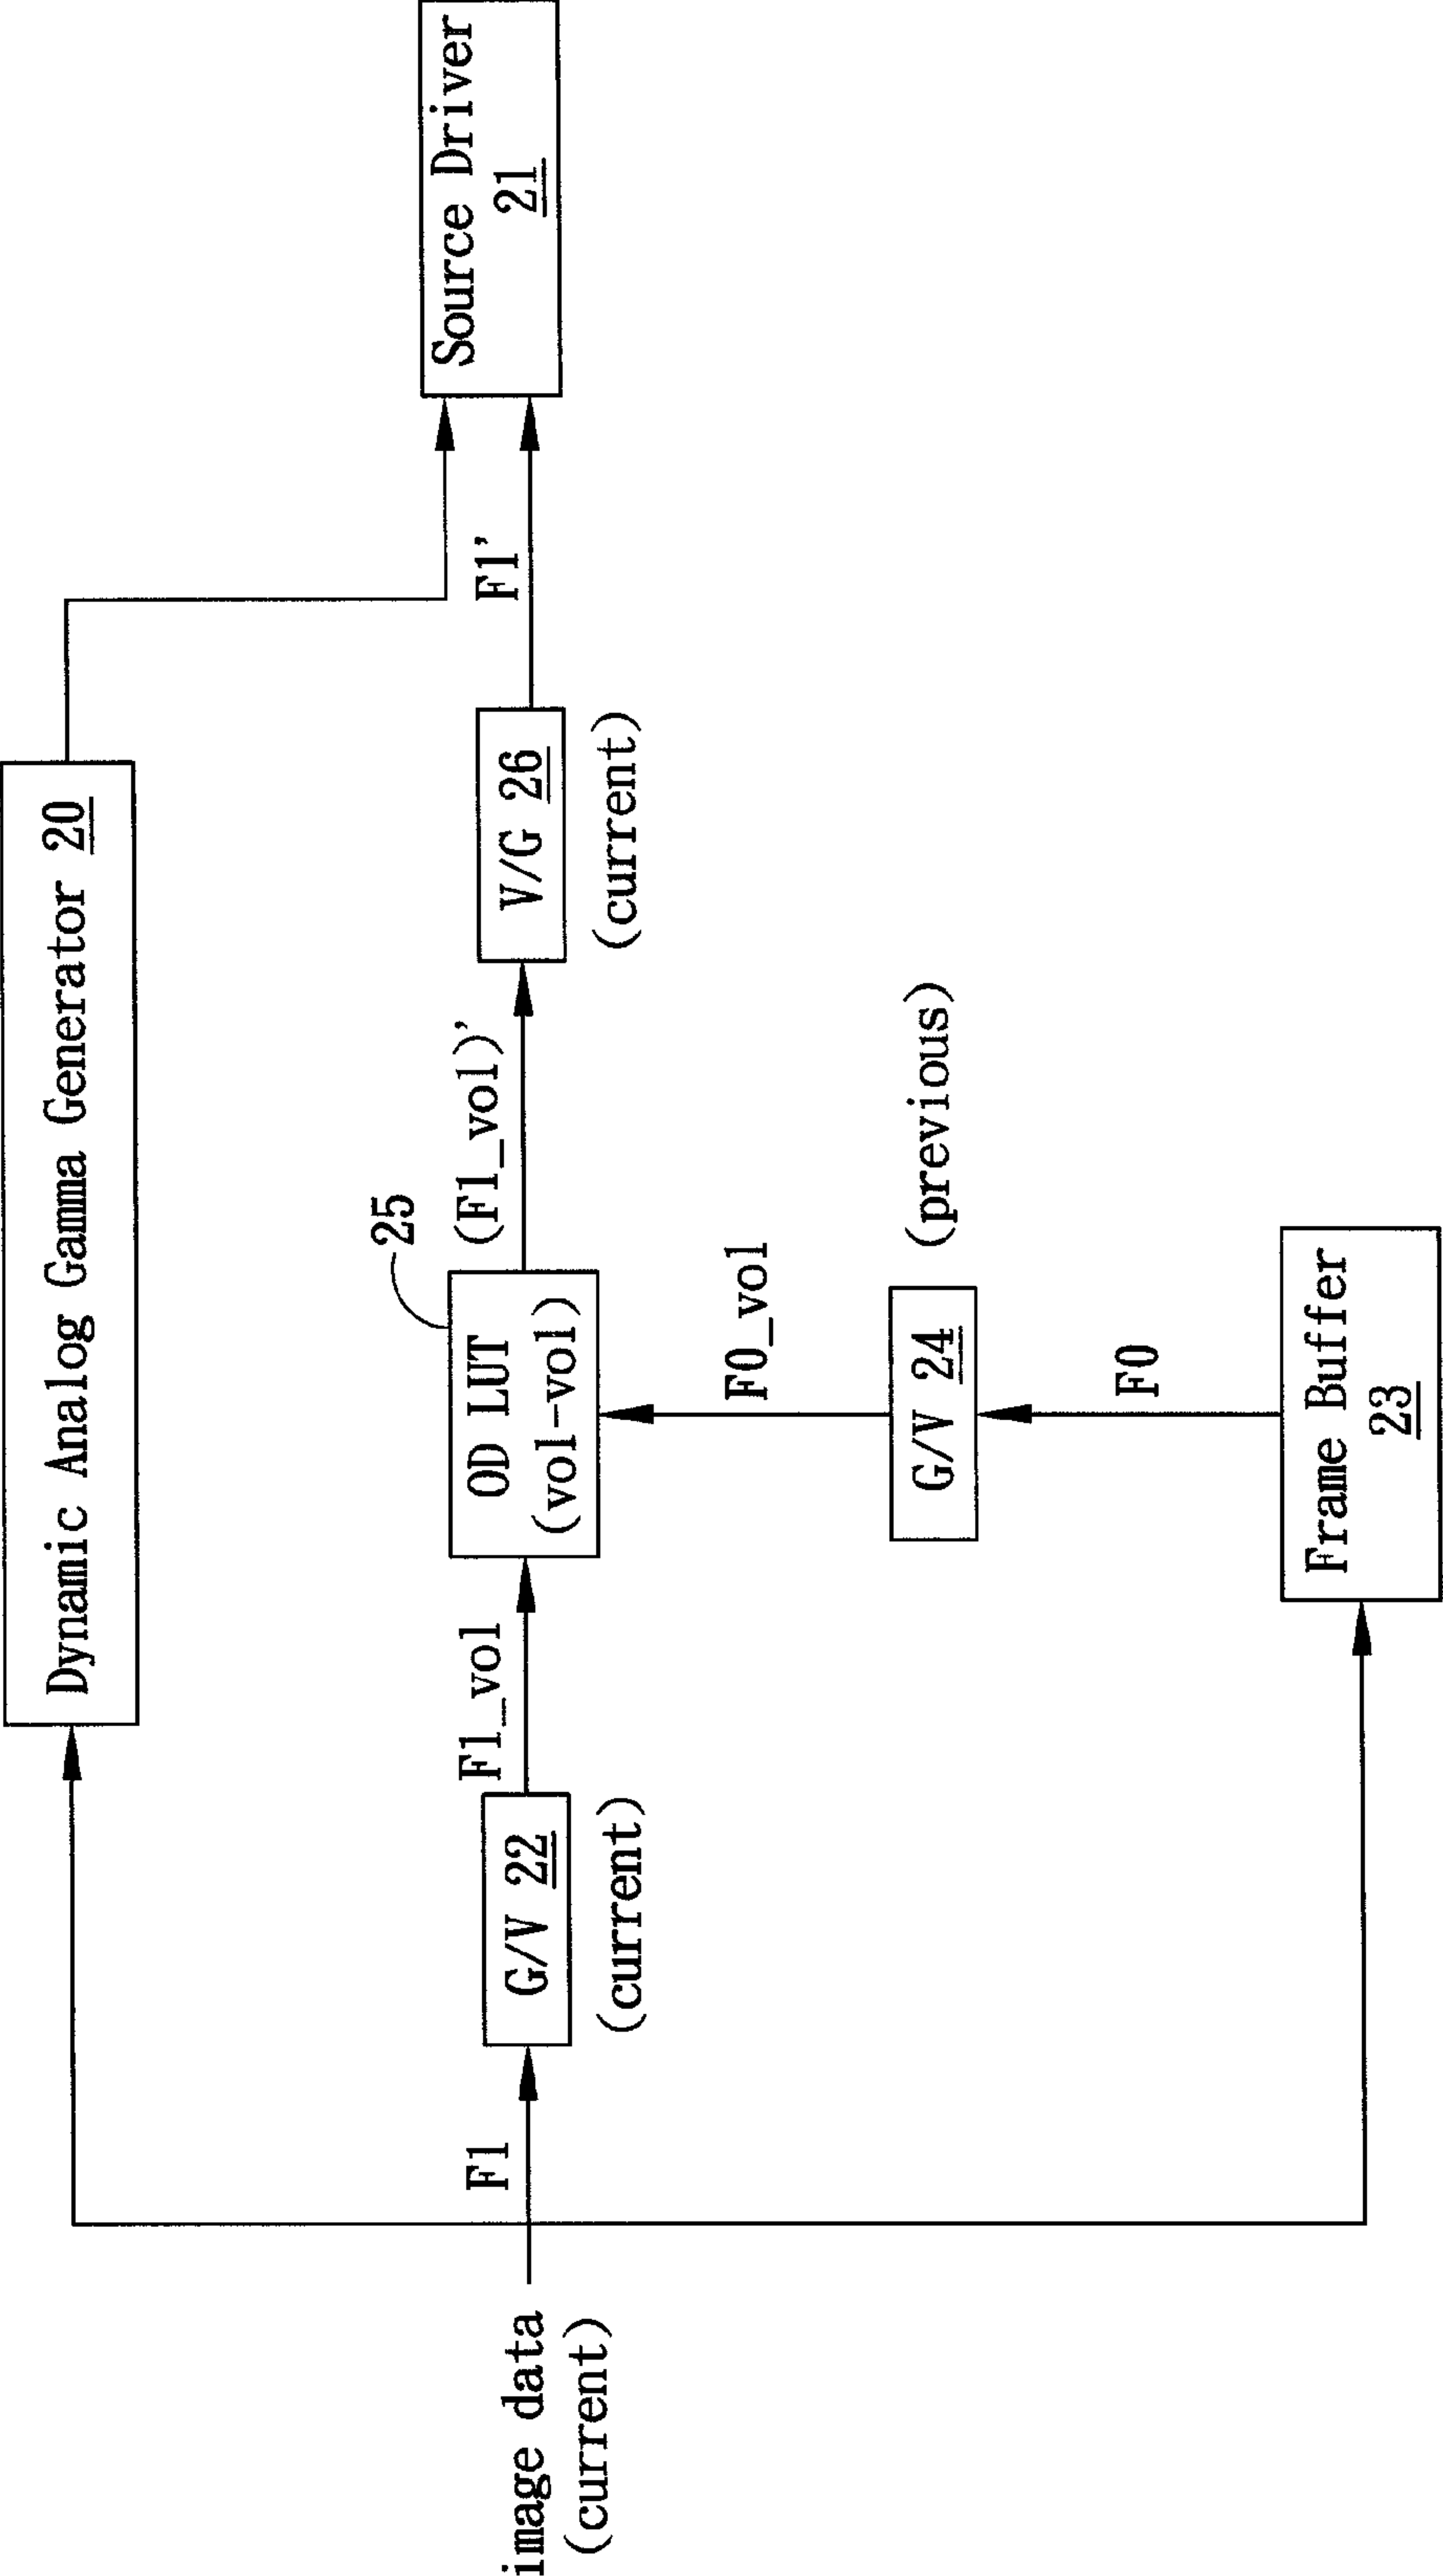 Dynamic Analog Gamma Generator 20
Source Driver
21
25
image data
(current)
F1
G/V 22
(current)
F1_vol
OD LUT
(vol-vol)
(F1_vol)’
V/G 26
(current)
F1’
F0_vol
G/V 24
(previous)
F0
Frame Buffer
23